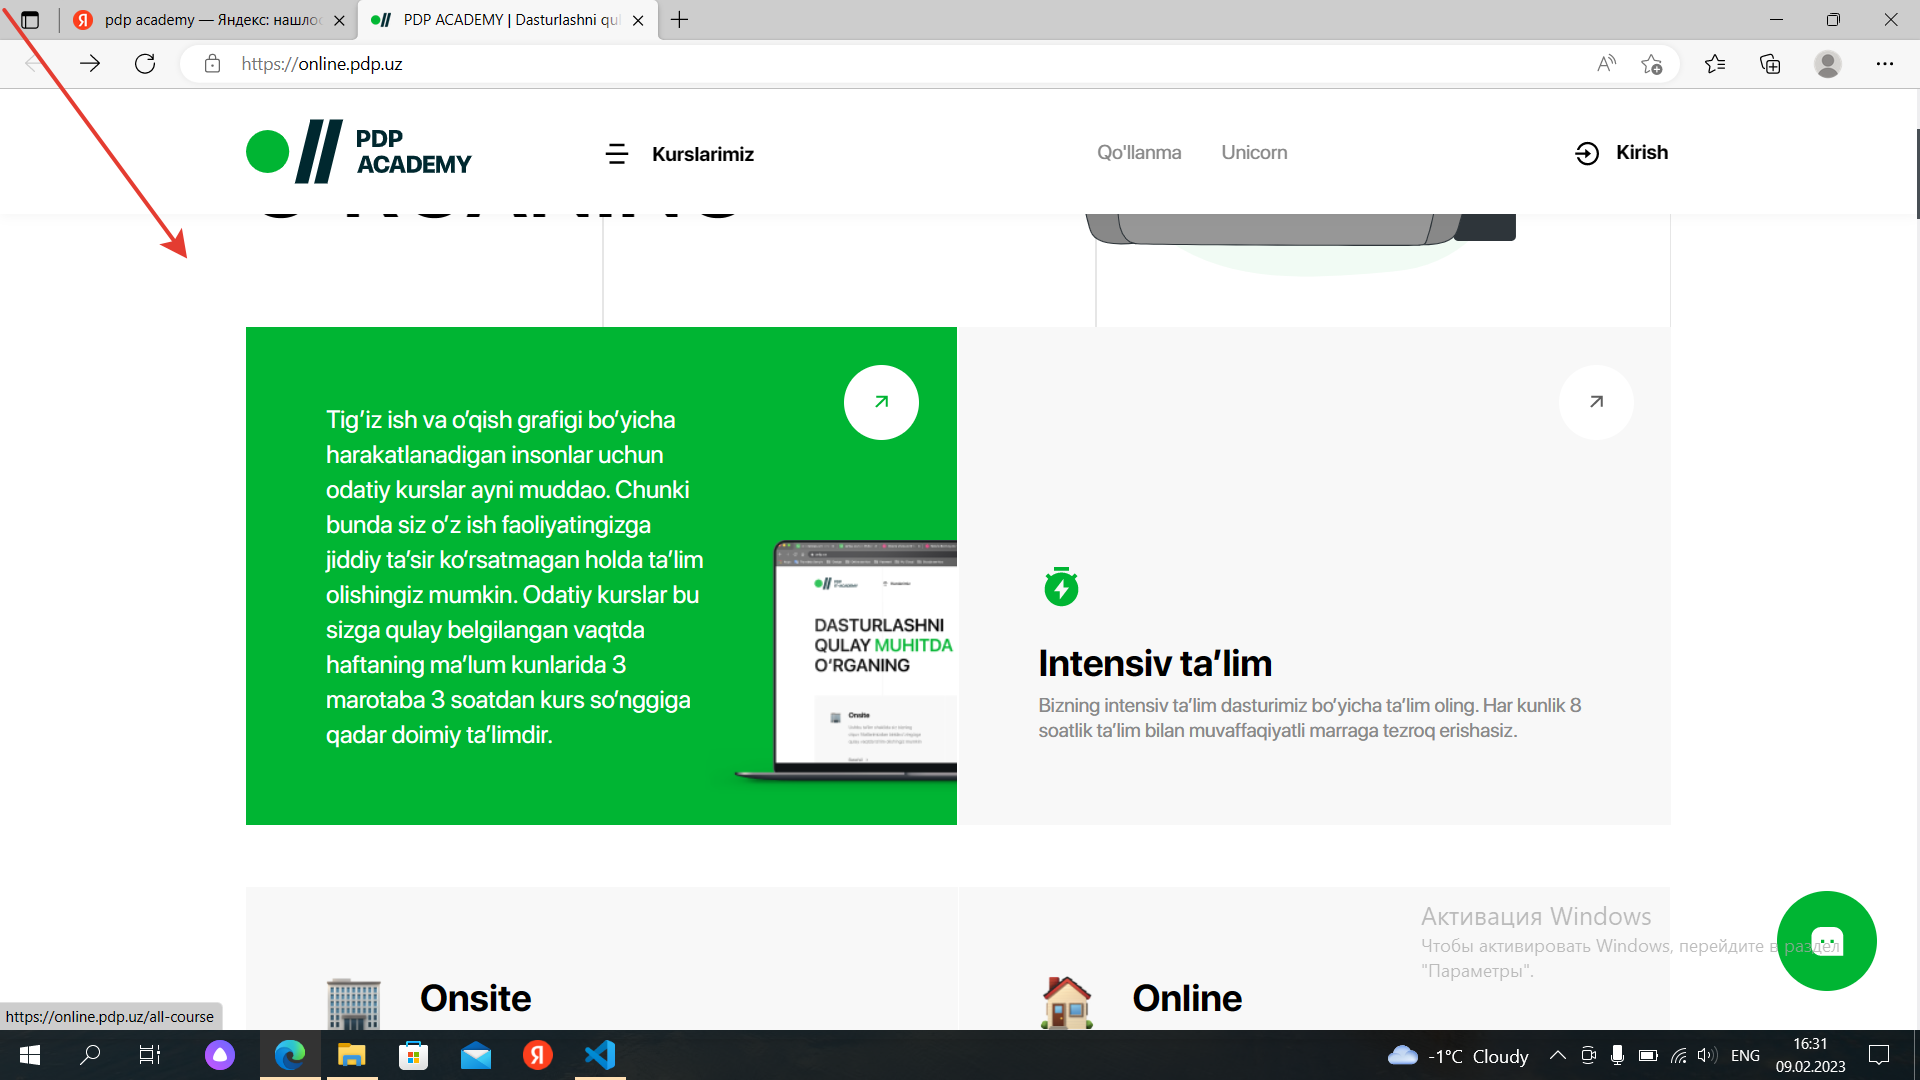 pdp academy — Яндекс: нашлос
PDP ACADEMY | Dasturlashni qul
https://online.pdp.uz
PDP
ACADEMY
Kurslarimiz
Qo'llanma
Unicorn
Kirish
Tig‘iz ish va o‘qish grafigi bo‘yicha
harakatlanadigan insonlar uchun
odatiy kurslar ayni muddao. Chunki
bunda siz o‘z ish faoliyatingizga
jiddiy ta’sir ko‘rsatmagan holda ta’lim
olishingiz mumkin. Odatiy kurslar bu
sizga qulay belgilangan vaqtda
haftaning ma’lum kunlarida 3
marotaba 3 soatdan kurs so‘nggiga
qadar doimiy ta’limdir.
DASTURLASHNI
QULAY MUHITDA
O‘RGANING
Onsite
Intensiv ta’lim
Bizning intensiv ta’lim dasturimiz bo‘yicha ta’lim oling. Har kunlik 8
soatlik ta’lim bilan muvaffaqiyatli marraga tezroq erishasiz.
Onsite
Online
Активация Windows
Чтобы активировать Windows, перейдите в раздел
"Параметры".
https://online.pdp.uz/all-course
-1°C Cloudy
ENG
16:31
09.02.2023